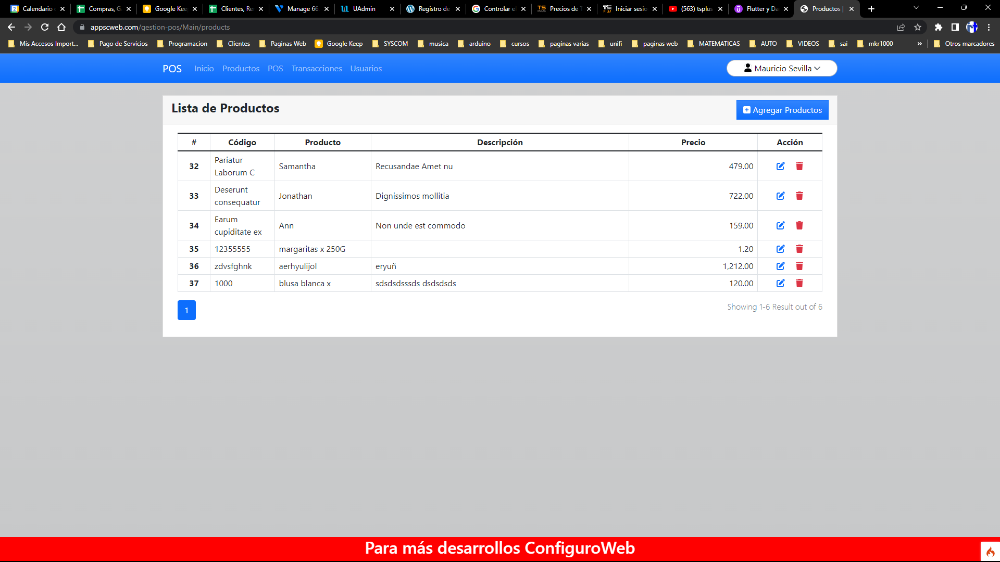 Calendario
Compras, G
Google Kee
Clientes, Re
Manage 66.
UAdmin
Registro de
Controlar el
Precios de T
Iniciar sesio
(563) tsplus
Flutter y Da
Productos |
appscweb.com/gestion-pos/Main/products
Mis Accesos Import...
Pago de Servicios
Programacion
Clientes
Paginas Web
Google Keep
SYSCOM
musica
arduino
cursos
paginas varias
unifi
paginas web
MATEMATICAS
AUTO
VIDEOS
sai
mkr1000
»
Otros marcadores
POS Inicio Productos POS Transacciones Usuarios
Mauricio Sevilla
Lista de Productos
Agregar Productos
# Código Producto Descripción Precio Acción
32 Pariatur Laborum C Samantha Recusandae Amet nu 479.00
33 Deserunt consequatur Jonathan Dignissimos mollitia 722.00
34 Earum cupiditate ex Ann Non unde est commodo 159.00
35 12355555 margaritas x 250G 1.20
36 zdvsfghnk aerhyulijol eryuñ 1,212.00
37 1000 blusa blanca x sdsdsdsssds dsdsdsds 120.00
1
Showing 1-6 Result out of 6
Para más desarrollos ConfiguroWeb